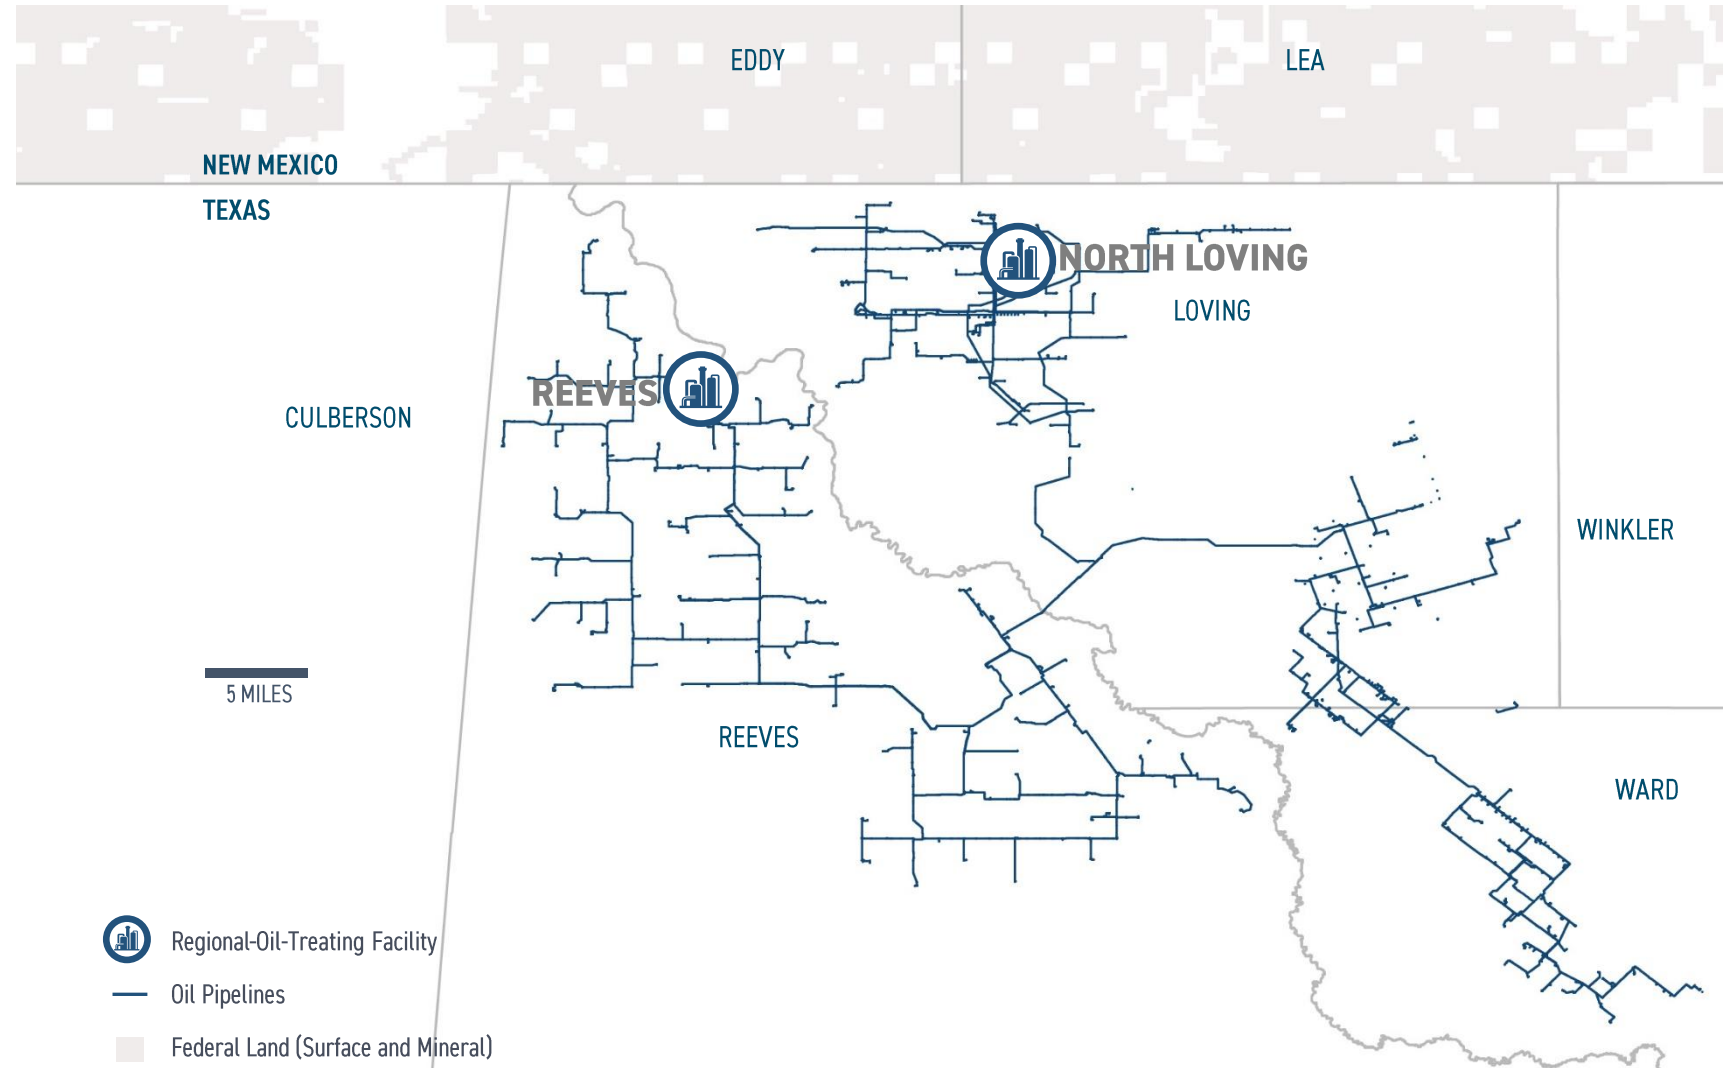 EDDY
LEA
NEW MEXICO
TEXAS
NORTH LOVING
LOVING
REEVES
CULBERSON
WINKLER
5 MILES
REEVES
WARD
Regional-Oil-Treating Facility
Oil Pipelines
Federal Land (Surface and Mineral)